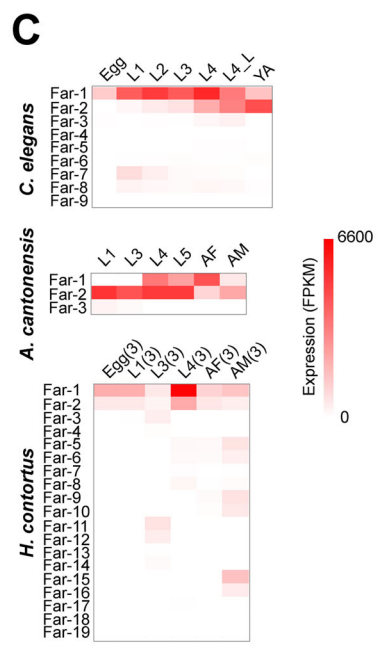 C
Egg L1 L2 L3 L4 L4_L YA
C. elegans
Far-1
Far-2
Far-3
Far-4
Far-5
Far-6
Far-7
Far-8
Far-9
L1 L3 L4 L5 AF AM
A. cantonensis
Far-1
Far-2
Far-3
6600
Expression (FPKM)
0
Egg(3) L1(3) L3(3) L4(3) AF(3) AM(3)
H. contortus
Far-1
Far-2
Far-3
Far-4
Far-5
Far-6
Far-7
Far-8
Far-9
Far-10
Far-11
Far-12
Far-13
Far-14
Far-15
Far-16
Far-17
Far-18
Far-19